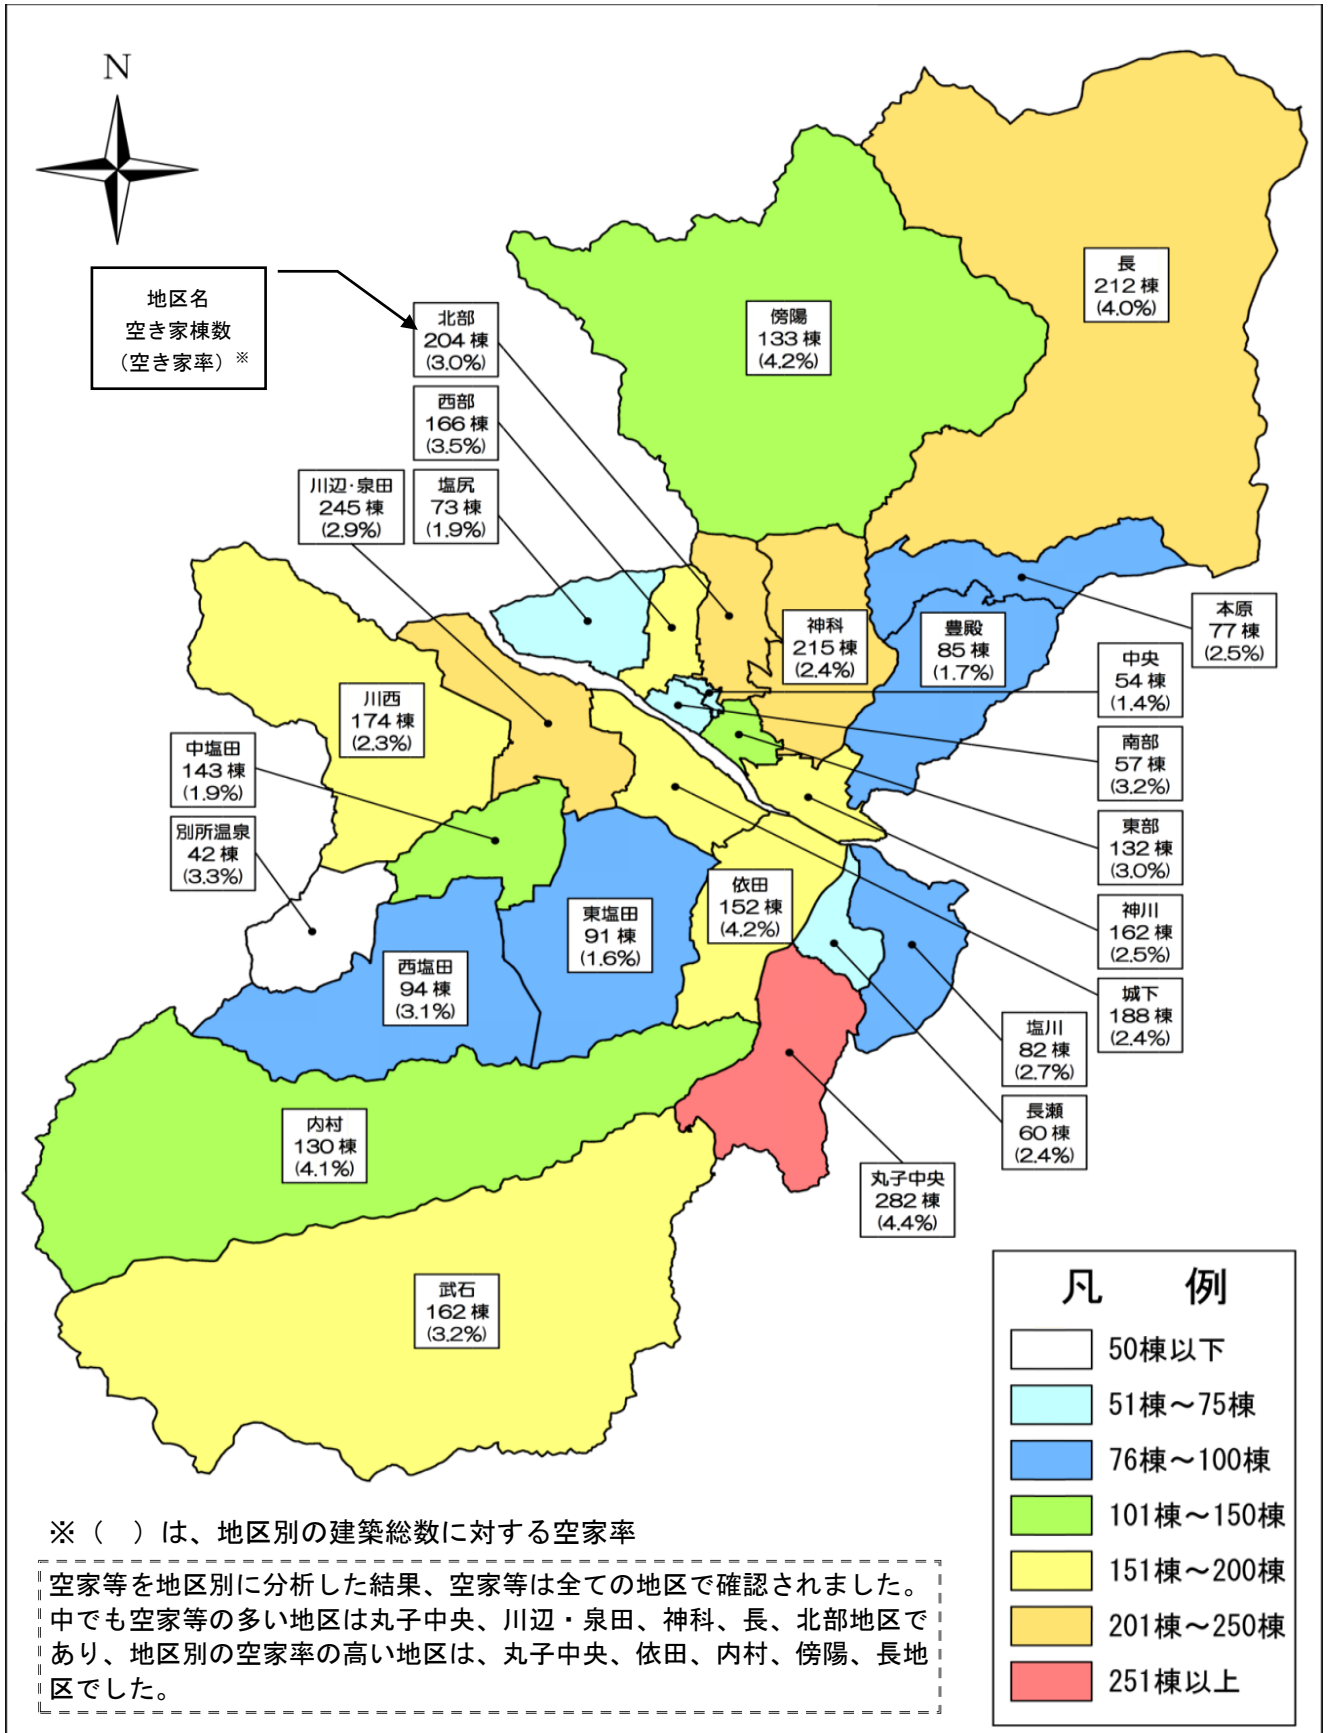 N
地区名
空き家棟数
（空き家率）※
北部
204 棟
(3.0%)
西部
166 棟
(3.5%)
川辺・泉田
245 棟
(2.9%)
塩尻
73 棟
(1.9%)
傍陽
133 棟
(4.2%)
長
212 棟
(4.0%)
神科
215 棟
(2.4%)
豊殿
85 棟
(1.7%)
本原
77 棟
(2.5%)
中央
54 棟
(1.4%)
南部
57 棟
(3.2%)
東部
132 棟
(3.0%)
神川
162 棟
(2.5%)
城下
188 棟
(2.4%)
川西
174 棟
(2.3%)
中塩田
143 棟
(1.9%)
別所温泉
42 棟
(3.3%)
西塩田
94 棟
(3.1%)
東塩田
91 棟
(1.6%)
依田
152 棟
(4.2%)
塩川
82 棟
(2.7%)
長瀬
60 棟
(2.4%)
丸子中央
282 棟
(4.4%)
内村
130 棟
(4.1%)
武石
162 棟
(3.2%)
凡　例
50棟以下
51棟～75棟
76棟～100棟
101棟～150棟
151棟～200棟
201棟～250棟
251棟以上
※（　）は、地区別の建築総数に対する空家率
空家等を地区別に分析した結果、空家等は全ての地区で確認されました。
中でも空家等の多い地区は丸子中央、川辺・泉田、神科、長、北部地区で
あり、地区別の空家率の高い地区は、丸子中央、依田、内村、傍陽、長地
区でした。